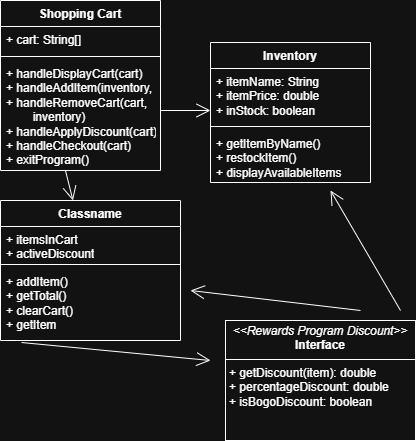 Shopping Cart
+ cart: String[]
+ handleDisplayCart(cart)
+ handleAddItem(inventory,
+ handleRemoveCart(cart,
inventory)
+ handleApplyDiscount(cart)
+ handleCheckout(cart)
+ exitProgram()
Inventory
+ itemName: String
+ itemPrice: double
+ inStock: boolean
+ getItemByName()
+ restockItem()
+ displayAvailableItems
Classname
+ itemsInCart
+ activeDiscount
+ addItem()
+ getTotal()
+ clearCart()
+ getItem
<<Rewards Program Discount>>
Interface
+ getDiscount(item): double
+ percentageDiscount: double
+ isBogoDiscount: boolean